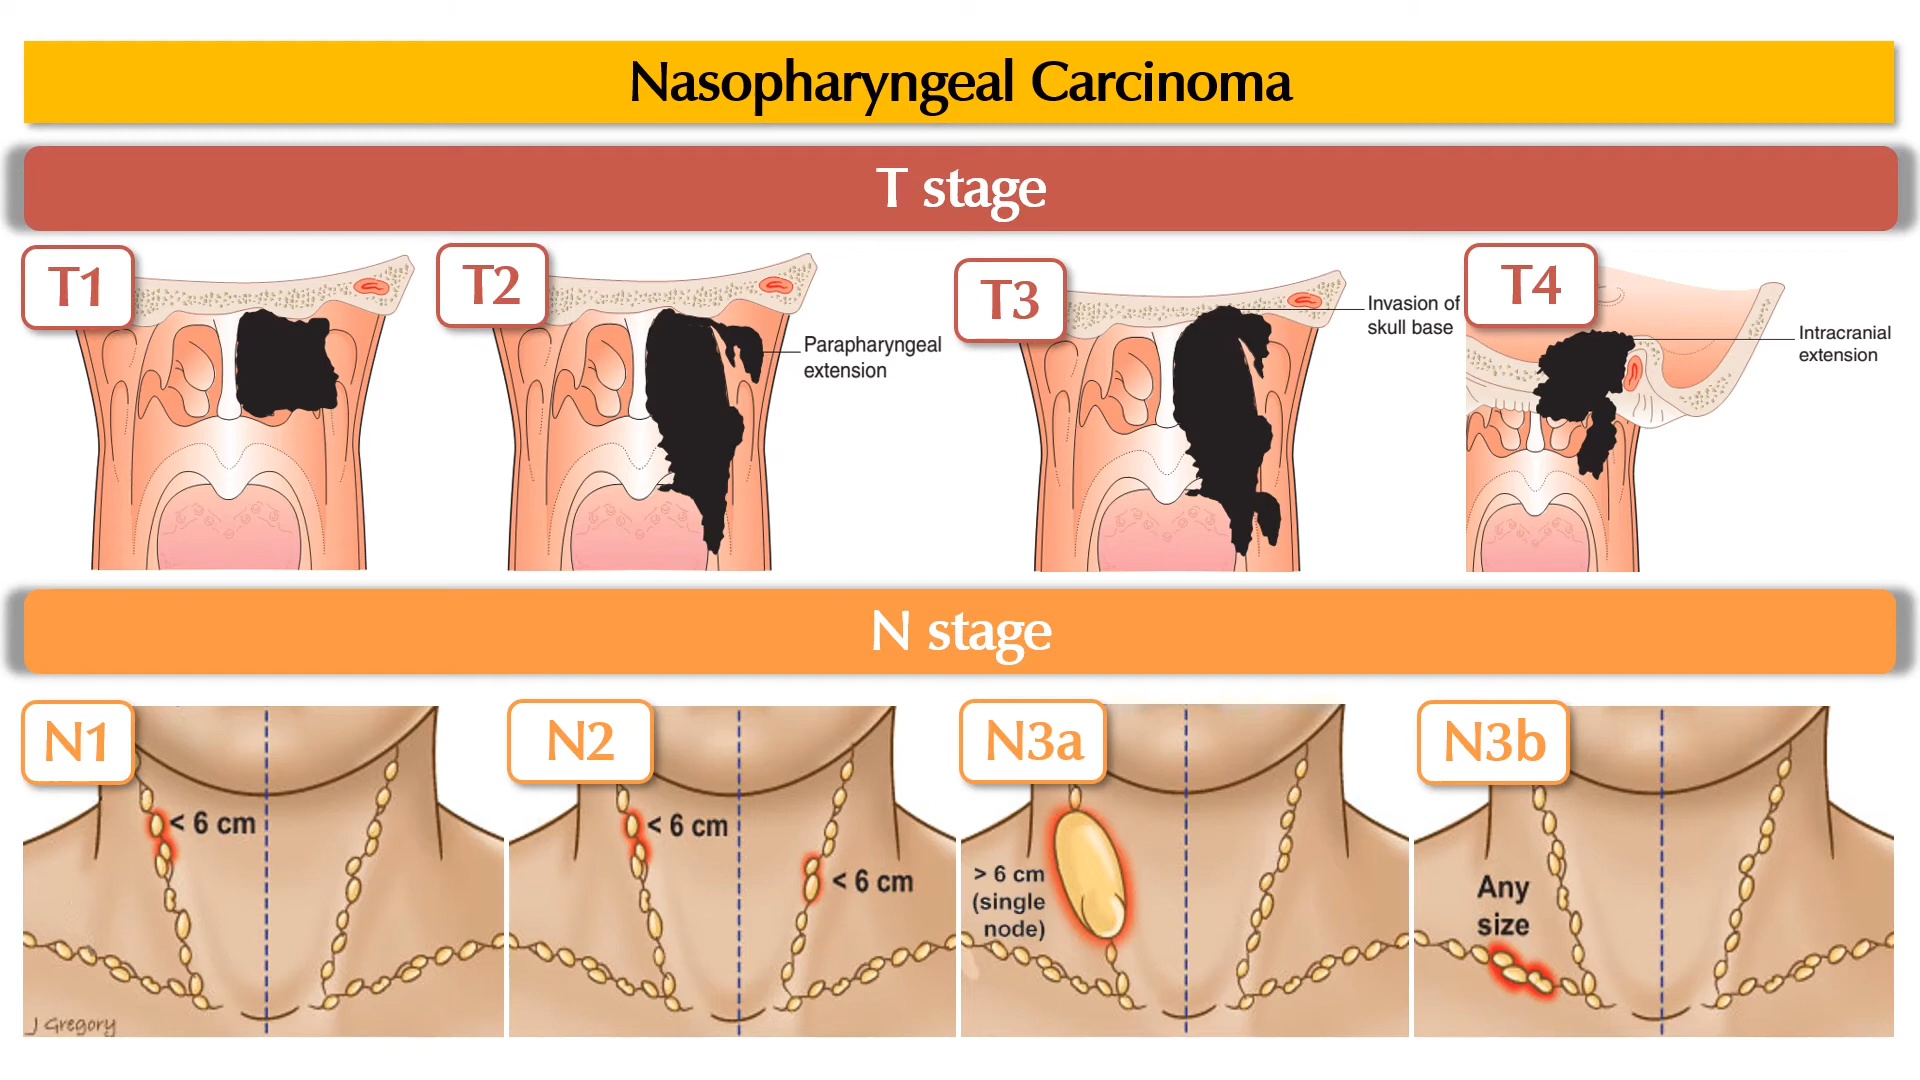 Nasopharyngeal Carcinoma
T stage
T1
T2
Parapharyngeal
extension
T3
Invasion of
skull base
T4
Intracranial
extension
N stage
N1
< 6 cm
J Gregory
N2
< 6 cm
< 6 cm
N3a
> 6 cm
(single
node)
N3b
Any
size